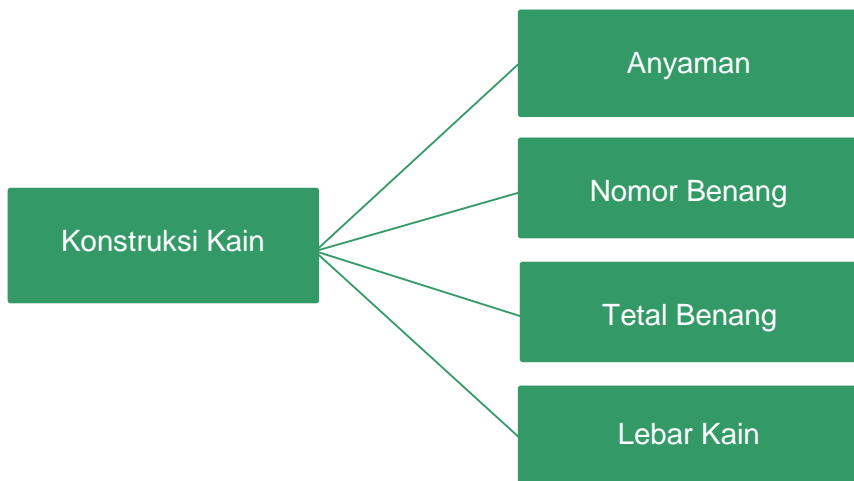 Konstruksi Kain
Anyaman
Nomor Benang
Tetal Benang
Lebar Kain